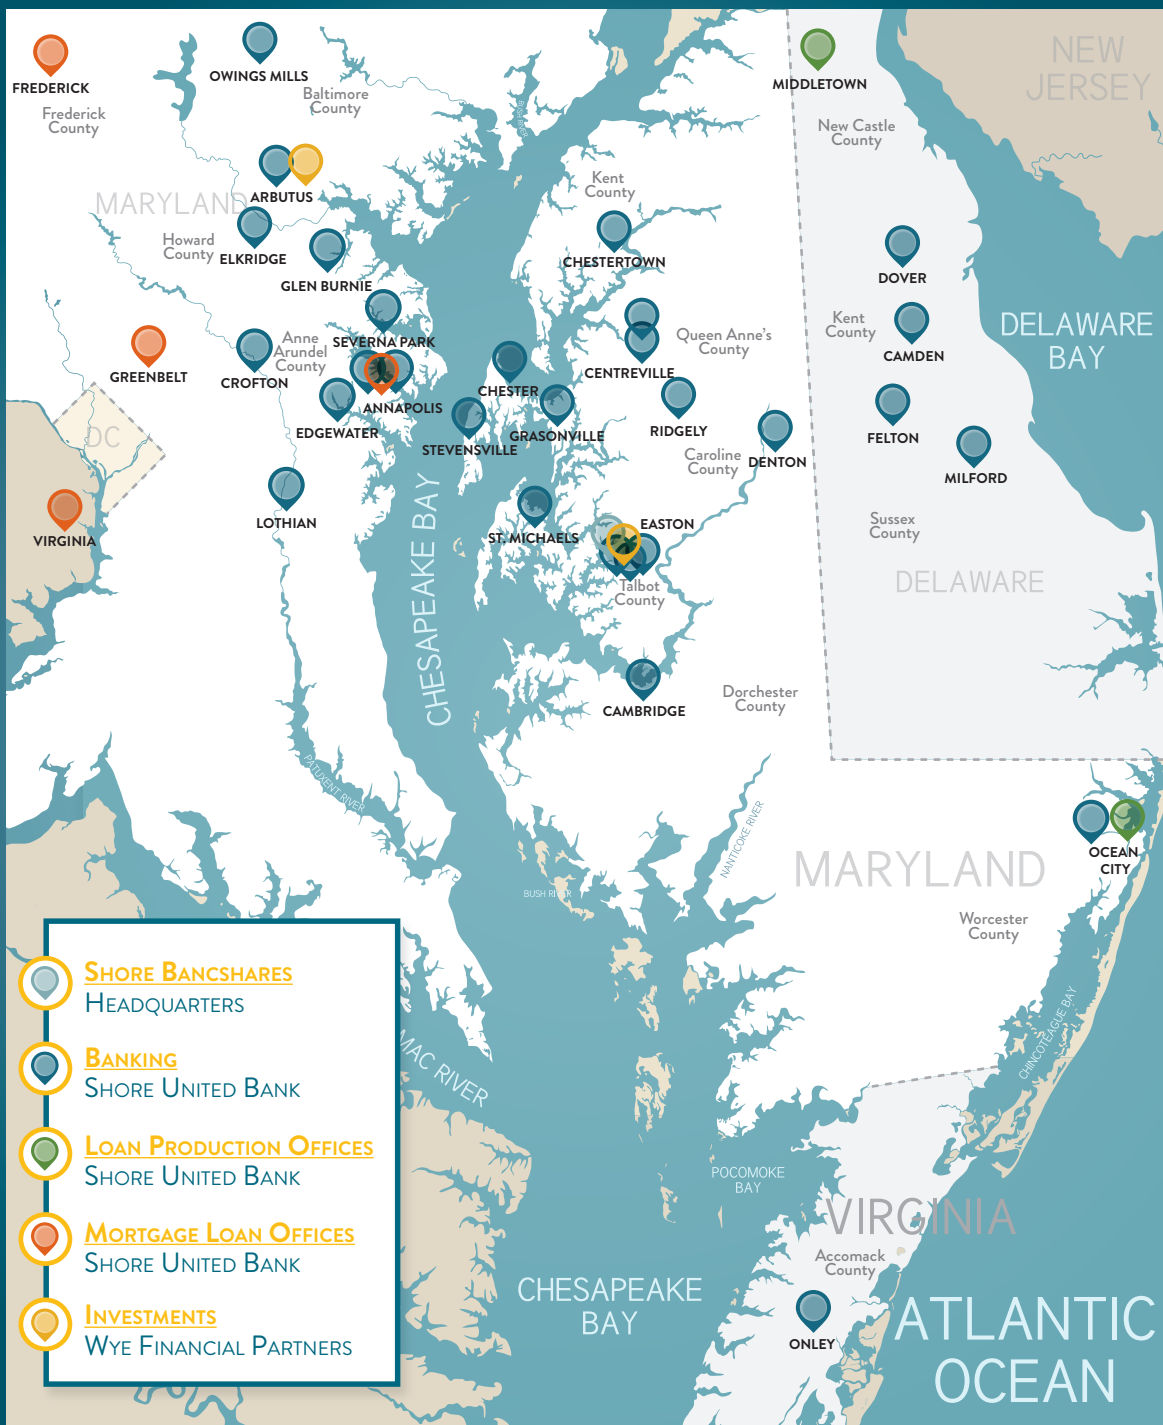 NEW
JERSEY
FREDERICK
Frederick
County
OWINGS MILLS
Baltimore
County
BUSH RIVER
MIDDLETOWN
New Castle
County
ARBUTUS
MARYLAND
Kent
County
Howard
County
ELKRIDGE
GLEN BURNIE
CHESTERTOWN
DOVER
SEVERNA PARK
Anne
Arundel
County
Queen Anne's
County
Kent
County
CAMDEN
DELAWARE
BAY
GREENBELT
CROFTON
CENTREVILLE
CHESTER
ANNAPOLIS
EDGEWATER
STEVENSVILLE
GRASONVILLE
RIDGELY
DENTON
Caroline
County
FELTON
MILFORD
DC
LOTHIAN
VIRGINIA
ST. MICHAELS
EASTON
Talbot
County
Sussex
County
DELAWARE
CHESAPEAKE BAY
CAMBRIDGE
Dorchester
County
PATUXENT RIVER
NANTICOKE RIVER
BUSH RIVER
MARYLAND
OCEAN
CITY
Worcester
County
CHINCOTEAGUE BAY
MAC RIVER
POCOMOKE
BAY
VIRGINIA
Accomack
County
ONLEY
CHESAPEAKE
BAY
ATLANTIC
OCEAN
SHORE BANCSHARES
HEADQUARTERS
BANKING
SHORE UNITED BANK
LOAN PRODUCTION OFFICES
SHORE UNITED BANK
MORTGAGE LOAN OFFICES
SHORE UNITED BANK
INVESTMENTS
WYE FINANCIAL PARTNERS